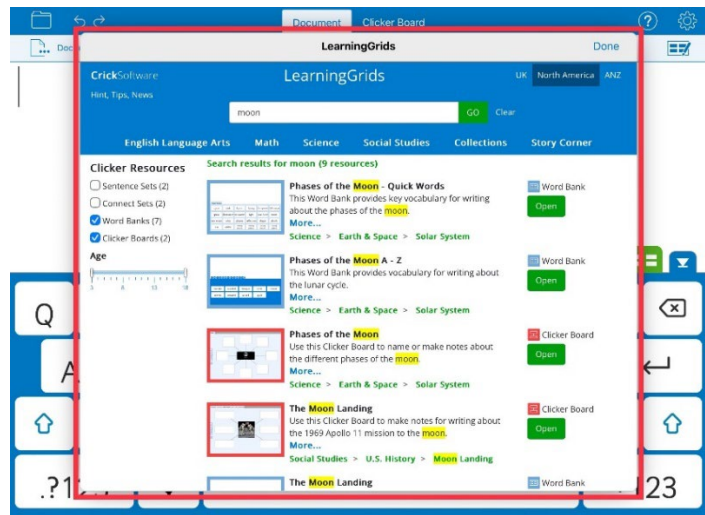 Document Clicker Board
?
Docu
LearningGrids Done
CrickSoftware LearningGrids UK North America ANZ
Hint, Tips, News
moon GO Clear
English Language Arts Math Science Social Studies Collections Story Corner
Clicker Resources
Sentence Sets (2)
Connect Sets (2)
Word Banks (7)
Clicker Boards (2)
Age
3 8 13 18
Search results for moon (9 resources)
Phases of the Moon - Quick Words
This Word Bank provides key vocabulary for writing
about the phases of the moon.
More...
Science > Earth & Space > Solar System
Word Bank
Open
Phases of the Moon A - Z
This Word Bank provides vocabulary for writing about
the lunar cycle.
More...
Science > Earth & Space > Solar System
Word Bank
Open
Phases of the Moon
Use this Clicker Board to name or make notes about
the different phases of the moon.
More...
Science > Earth & Space > Solar System
Clicker Board
Open
The Moon Landing
Use this Clicker Board to make notes for writing about
the 1969 Apollo 11 mission to the moon.
More...
Social Studies > U.S. History > Moon Landing
Clicker Board
Open
The Moon Landing
Word Bank
Q
A
.?1 123